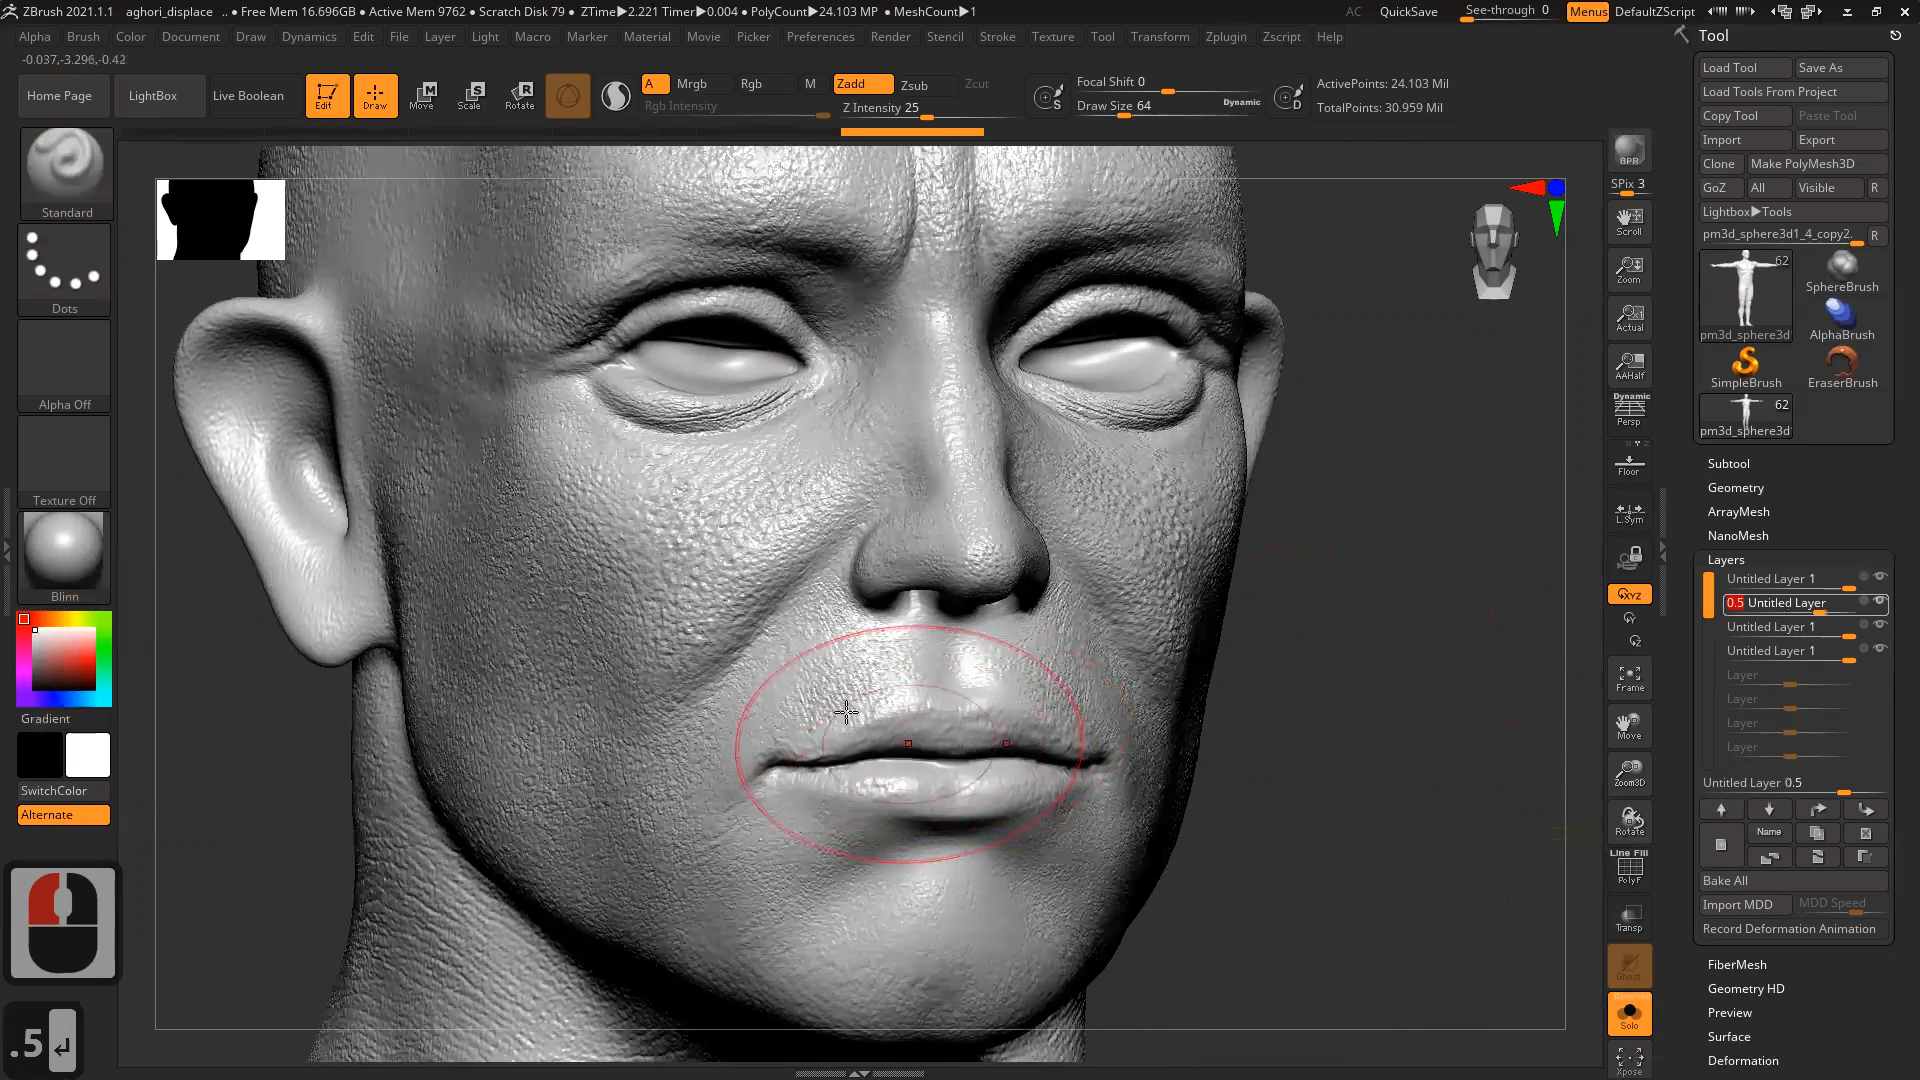 ZBrush 2021.1.1 aghori_displace .. • Free Mem 16.696GB • Active Mem 9762 • Scratch Disk 79 • ZTime▶2.221 Timer▶0.004 • PolyCount▶24.103 MP • MeshCount▶1 AC QuickSave See-through 0 Menus DefaultZScript
Alpha Brush Color Document Draw Dynamics Edit File Layer Light Macro Marker Material Movie Picker Preferences Render Stencil Stroke Texture Tool Transform Zplugin Zscript Help
-0.037,-3.296,-0.42
Home Page LightBox Live Boolean Edit Draw Move Scale Rotate
M S R
A Mrgb Rgb M Zadd Zsub Zcut
Rgb Intensity Z Intensity 25
S Focal Shift 0
Draw Size 64 Dynamic D
ActivePoints: 24.103 Mil
TotalPoints: 30.959 Mil
Standard
Dots
Alpha Off
Texture Off
Blinn
Gradient
SwitchColor
Alternate
.5
BPR
SPix 3
Scroll
Zoom
Actual
AAHalf
Dynamic
Persp
Floor
L.Sym
XYZ
Y
Z
Frame
Move
Zoom3D
Rotate
Line Fill
PolyF
Transp
Ghost
Dynamic
Solo
Xpose
Tool
Load Tool Save As
Load Tools From Project
Copy Tool Paste Tool
Import Export
Clone Make PolyMesh3D
GoZ All Visible R
Lightbox▶Tools
pm3d_sphere3d1_4_copy2. R
62
SphereBrush
pm3d_sphere3d AlphaBrush
SimpleBrush EraserBrush
62
pm3d_sphere3d
Subtool
Geometry
ArrayMesh
NanoMesh
Layers
Untitled Layer 1
0.5 Untitled Layer
Untitled Layer 1
Untitled Layer 1
Layer
Layer
Layer
Layer
Untitled Layer 0.5
Name
Bake All
Import MDD MDD Speed
Record Deformation Animation
FiberMesh
Geometry HD
Preview
Surface
Deformation